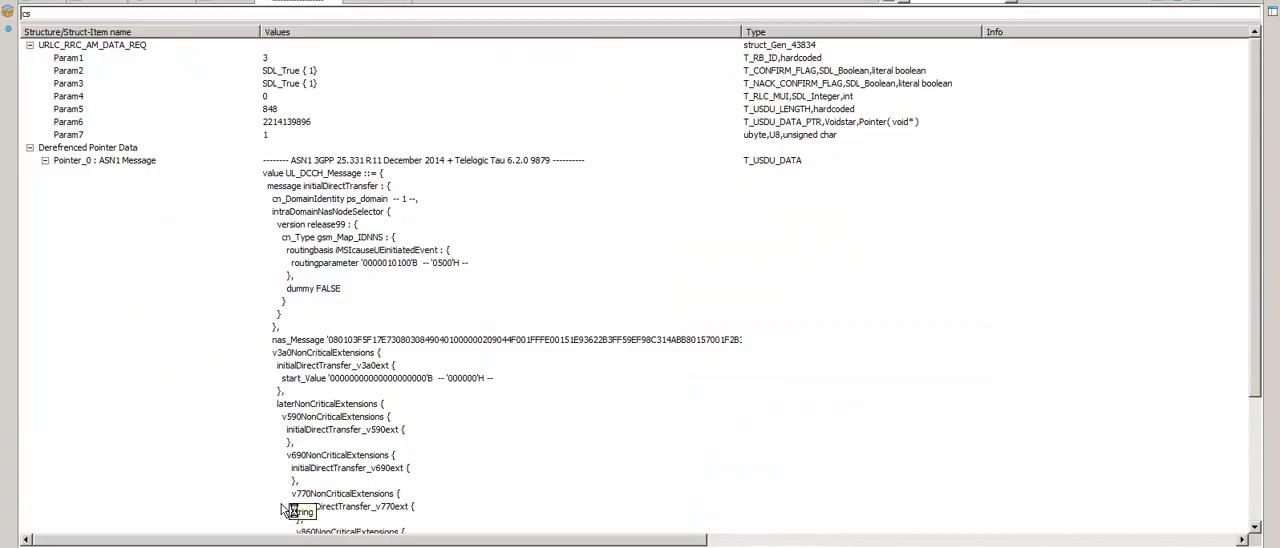 cs
Structure/Struct-Item name Values Type Info
URLC_RRC_AM_DATA_REQ struct_Gen_43834
Param1 3 T_RB_ID,hardcoded
Param2 SDL_True { 1} T_CONFIRM_FLAG,SDL_Boolean,literal boolean
Param3 SDL_True { 1} T_NACK_CONFIRM_FLAG,SDL_Boolean,literal boolean
Param4 0 T_RLC_MUI,SDL_Integer,int
Param5 848 T_USDU_LENGTH,hardcoded
Param6 2214139896 T_USDU_DATA_PTR,Voidstar,Pointer( void* )
Param7 1 ubyte,U8,unsigned char
Derefrenced Pointer Data
Pointer_0 : ASN1 Message -------- ASN1 3GPP 25.331 R11 December 2014 + Telelogic Tau 6.2.0 9879 ---------- T_USDU_DATA
value UL_DCCH_Message ::= {
message initialDirectTransfer : {
cn_DomainIdentity ps_domain -- 1 --,
intraDomainNasNodeSelector {
version release99 : {
cn_Type gsm_Map_IDNNS : {
routingbasis iMSIcauseUEinitiatedEvent : {
routingparameter '0000010100'B -- '0500'H --
},
dummy FALSE
}
}
},
nas_Message '080103F5F17E73080308490401000000209044F001FFFE00151E93622B3FF59EF98C314ABB80157001F2B3
v3a0NonCriticalExtensions {
initialDirectTransfer_v3a0ext {
start_Value '00000000000000000000'B -- '000000'H --
},
laterNonCriticalExtensions {
v590NonCriticalExtensions {
initialDirectTransfer_v590ext {
},
v690NonCriticalExtensions {
initialDirectTransfer_v690ext {
},
v770NonCriticalExtensions {
DirectTransfer_v770ext {
},
v860NonCriticalExtensions {